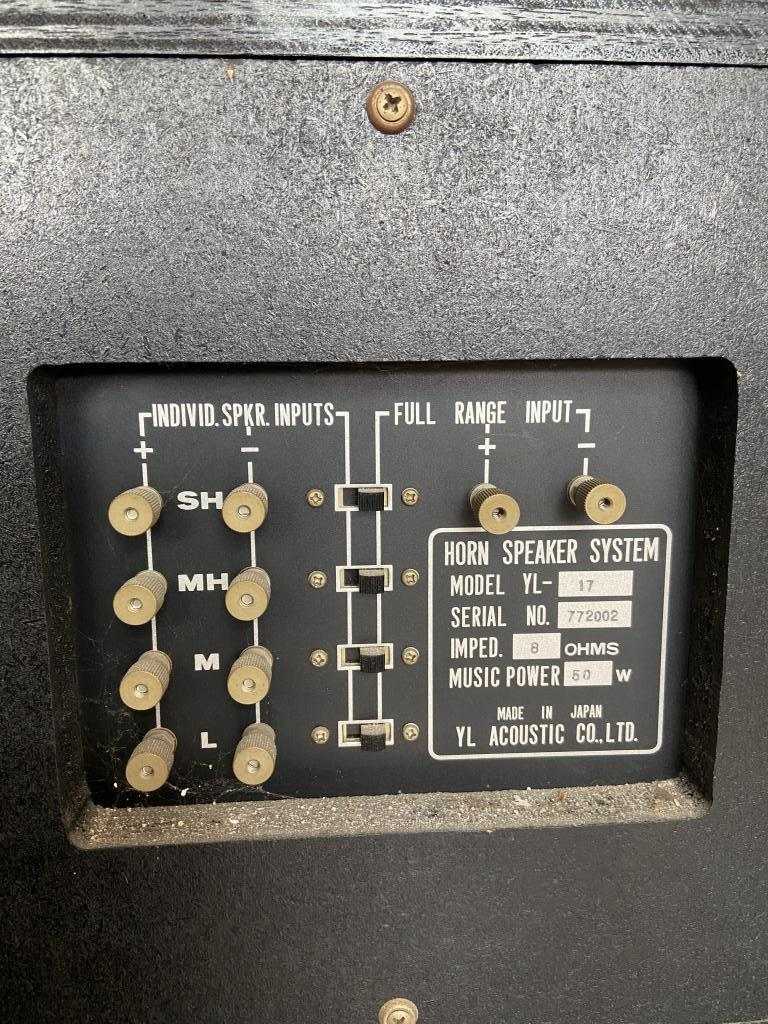 INDIVID. SPKR. INPUTS
FULL RANGE INPUT
+ -
+ -
SH
MH
M
L
HORN SPEAKER SYSTEM
MODEL YL- 17
SERIAL NO. 772002
IMPED. 8 OHMS
MUSIC POWER 50 W
MADE IN JAPAN
YL ACOUSTIC CO., LTD.